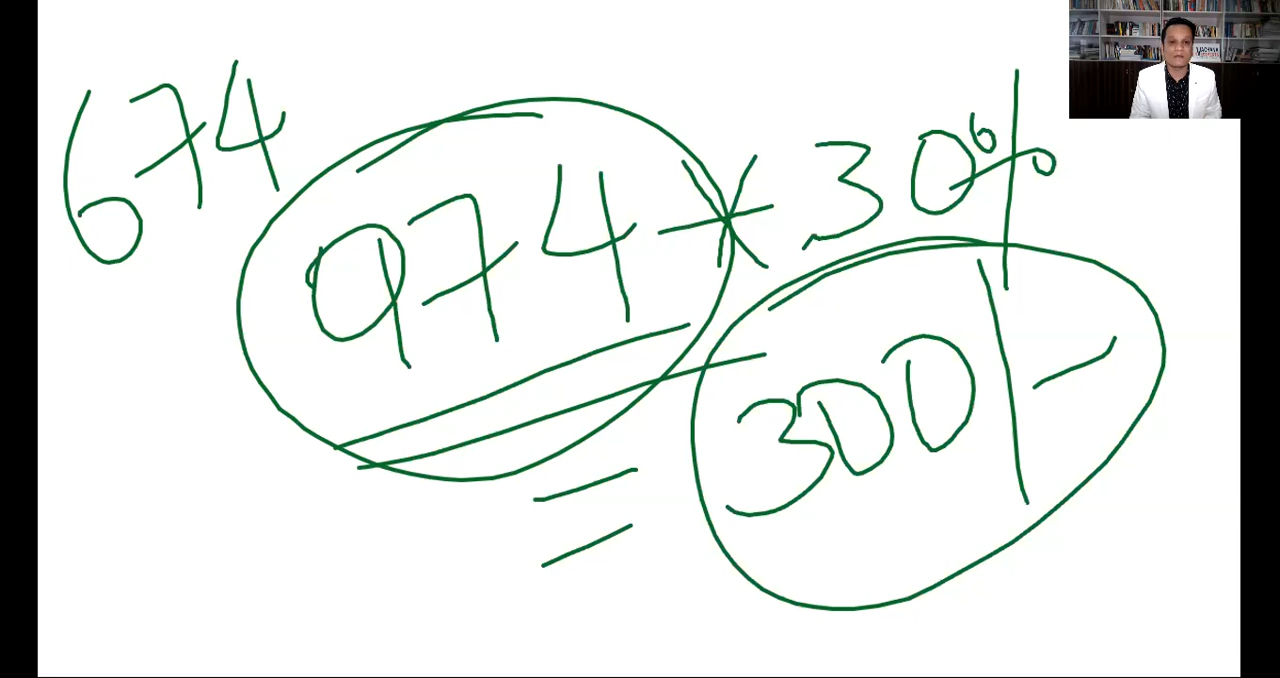 674
974 * 30%
= 300/-